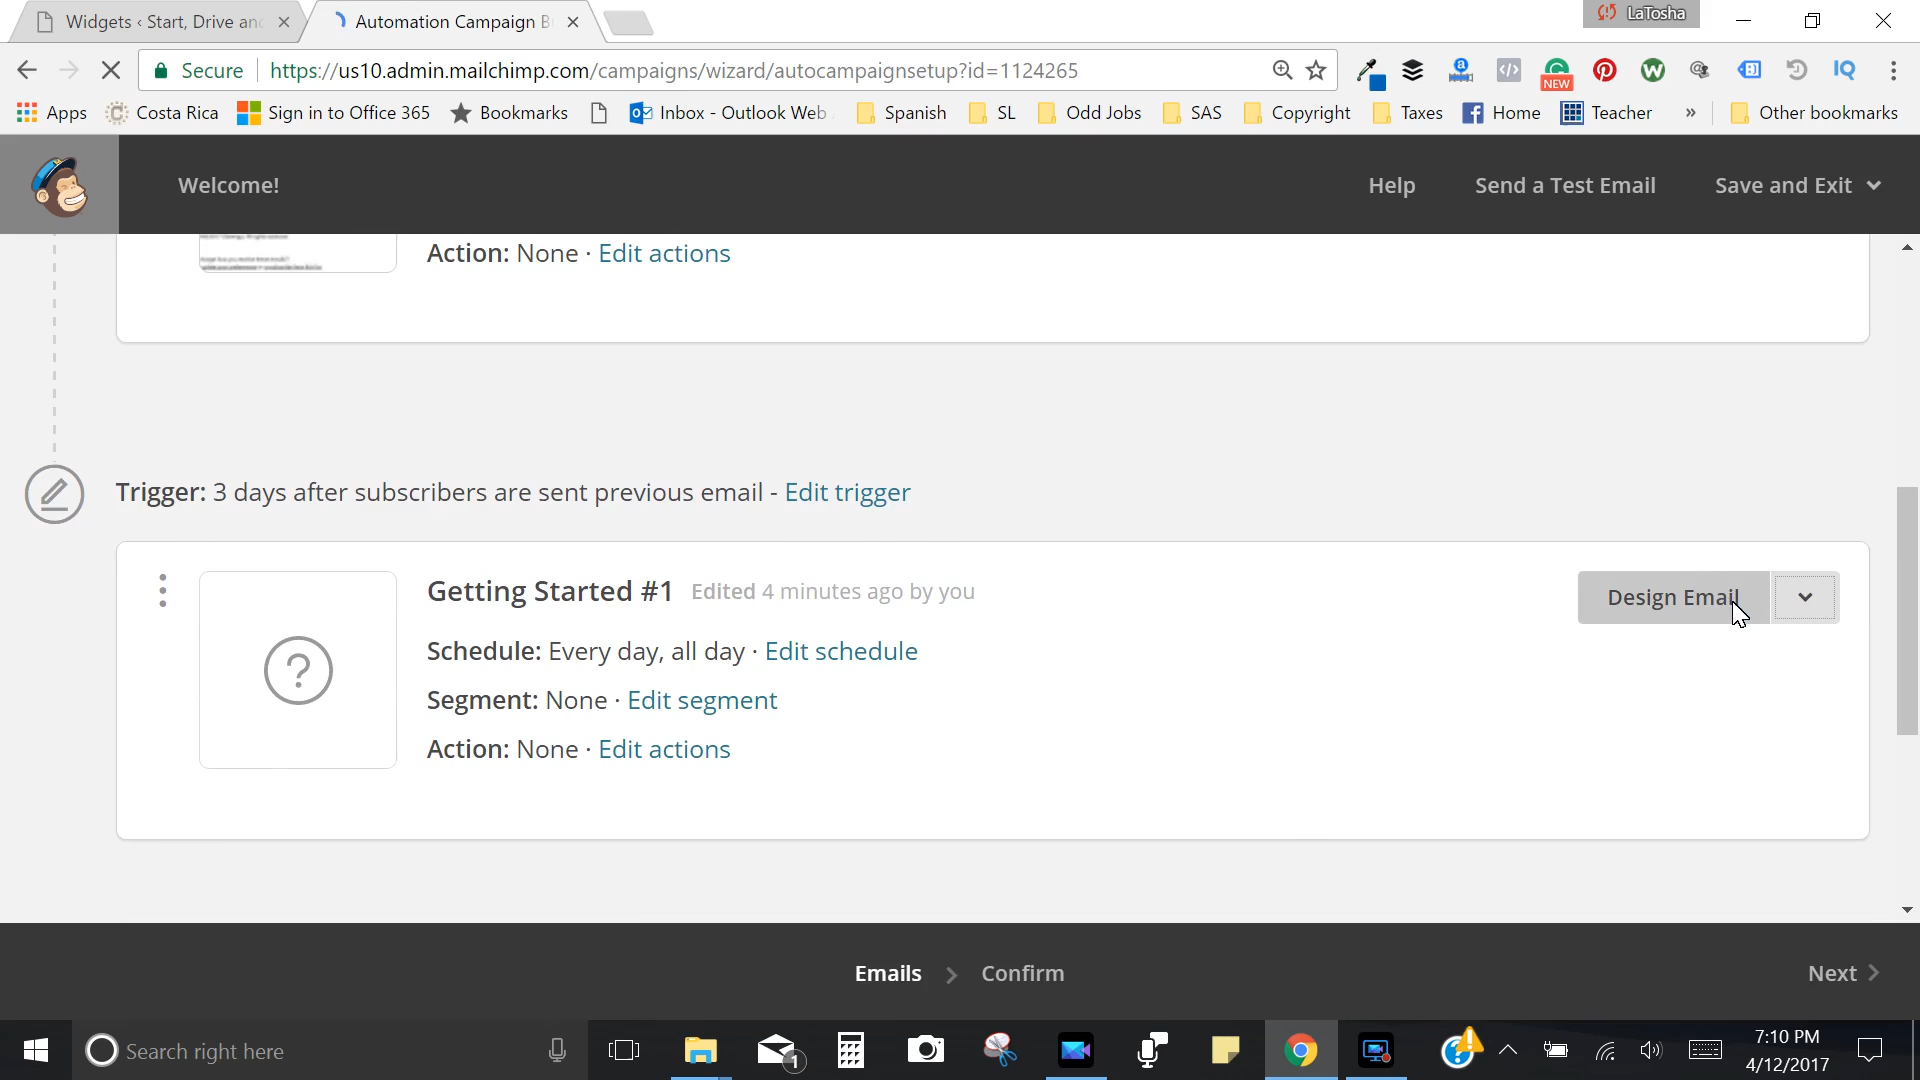 Widgets ‹ Start, Drive an
Automation Campaign B
LaTosha
Secure
https://us10.admin.mailchimp.com/campaigns/wizard/autocampaignsetup?id=1124265
NEW
IQ
Apps
Costa Rica
Sign in to Office 365
Bookmarks
Inbox - Outlook Web
Spanish
SL
Odd Jobs
SAS
Copyright
Taxes
Home
Teacher
»
Other bookmarks
Welcome!
Help
Send a Test Email
Save and Exit
Action: None · Edit actions
Trigger: 3 days after subscribers are sent previous email - Edit trigger
Getting Started #1 Edited 4 minutes ago by you
Design Email
Schedule: Every day, all day · Edit schedule
Segment: None · Edit segment
Action: None · Edit actions
Emails > Confirm
Next >
Search right here
1
7:10 PM
4/12/2017